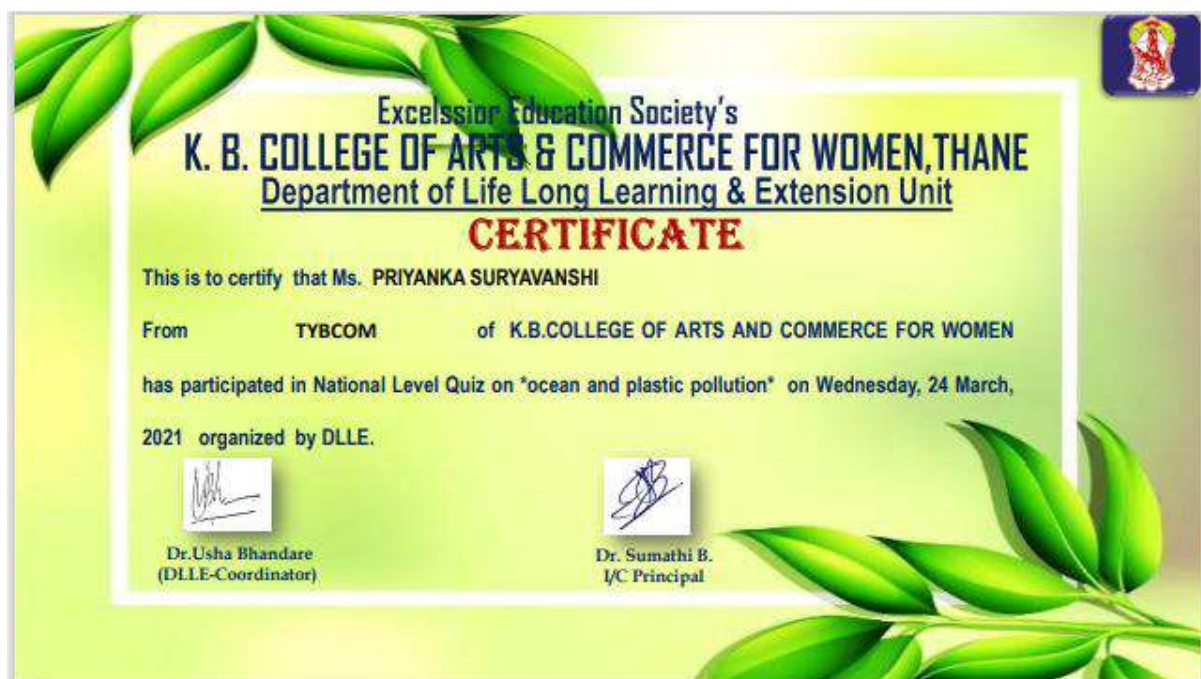 Excelssior Education Society's
K. B. COLLEGE OF ARTS & COMMERCE FOR WOMEN,THANE
Department of Life Long Learning & Extension Unit
CERTIFICATE
This is to certify that Ms. PRIYANKA SURYAVANSHI
From TYBCOM of K.B.COLLEGE OF ARTS AND COMMERCE FOR WOMEN
has participated in National Level Quiz on "ocean and plastic pollution" on Wednesday, 24 March,
2021 organized by DLLE.
Dr.Usha Bhandare
(DLLE-Coordinator)
Dr. Sumathi B.
I/C Principal